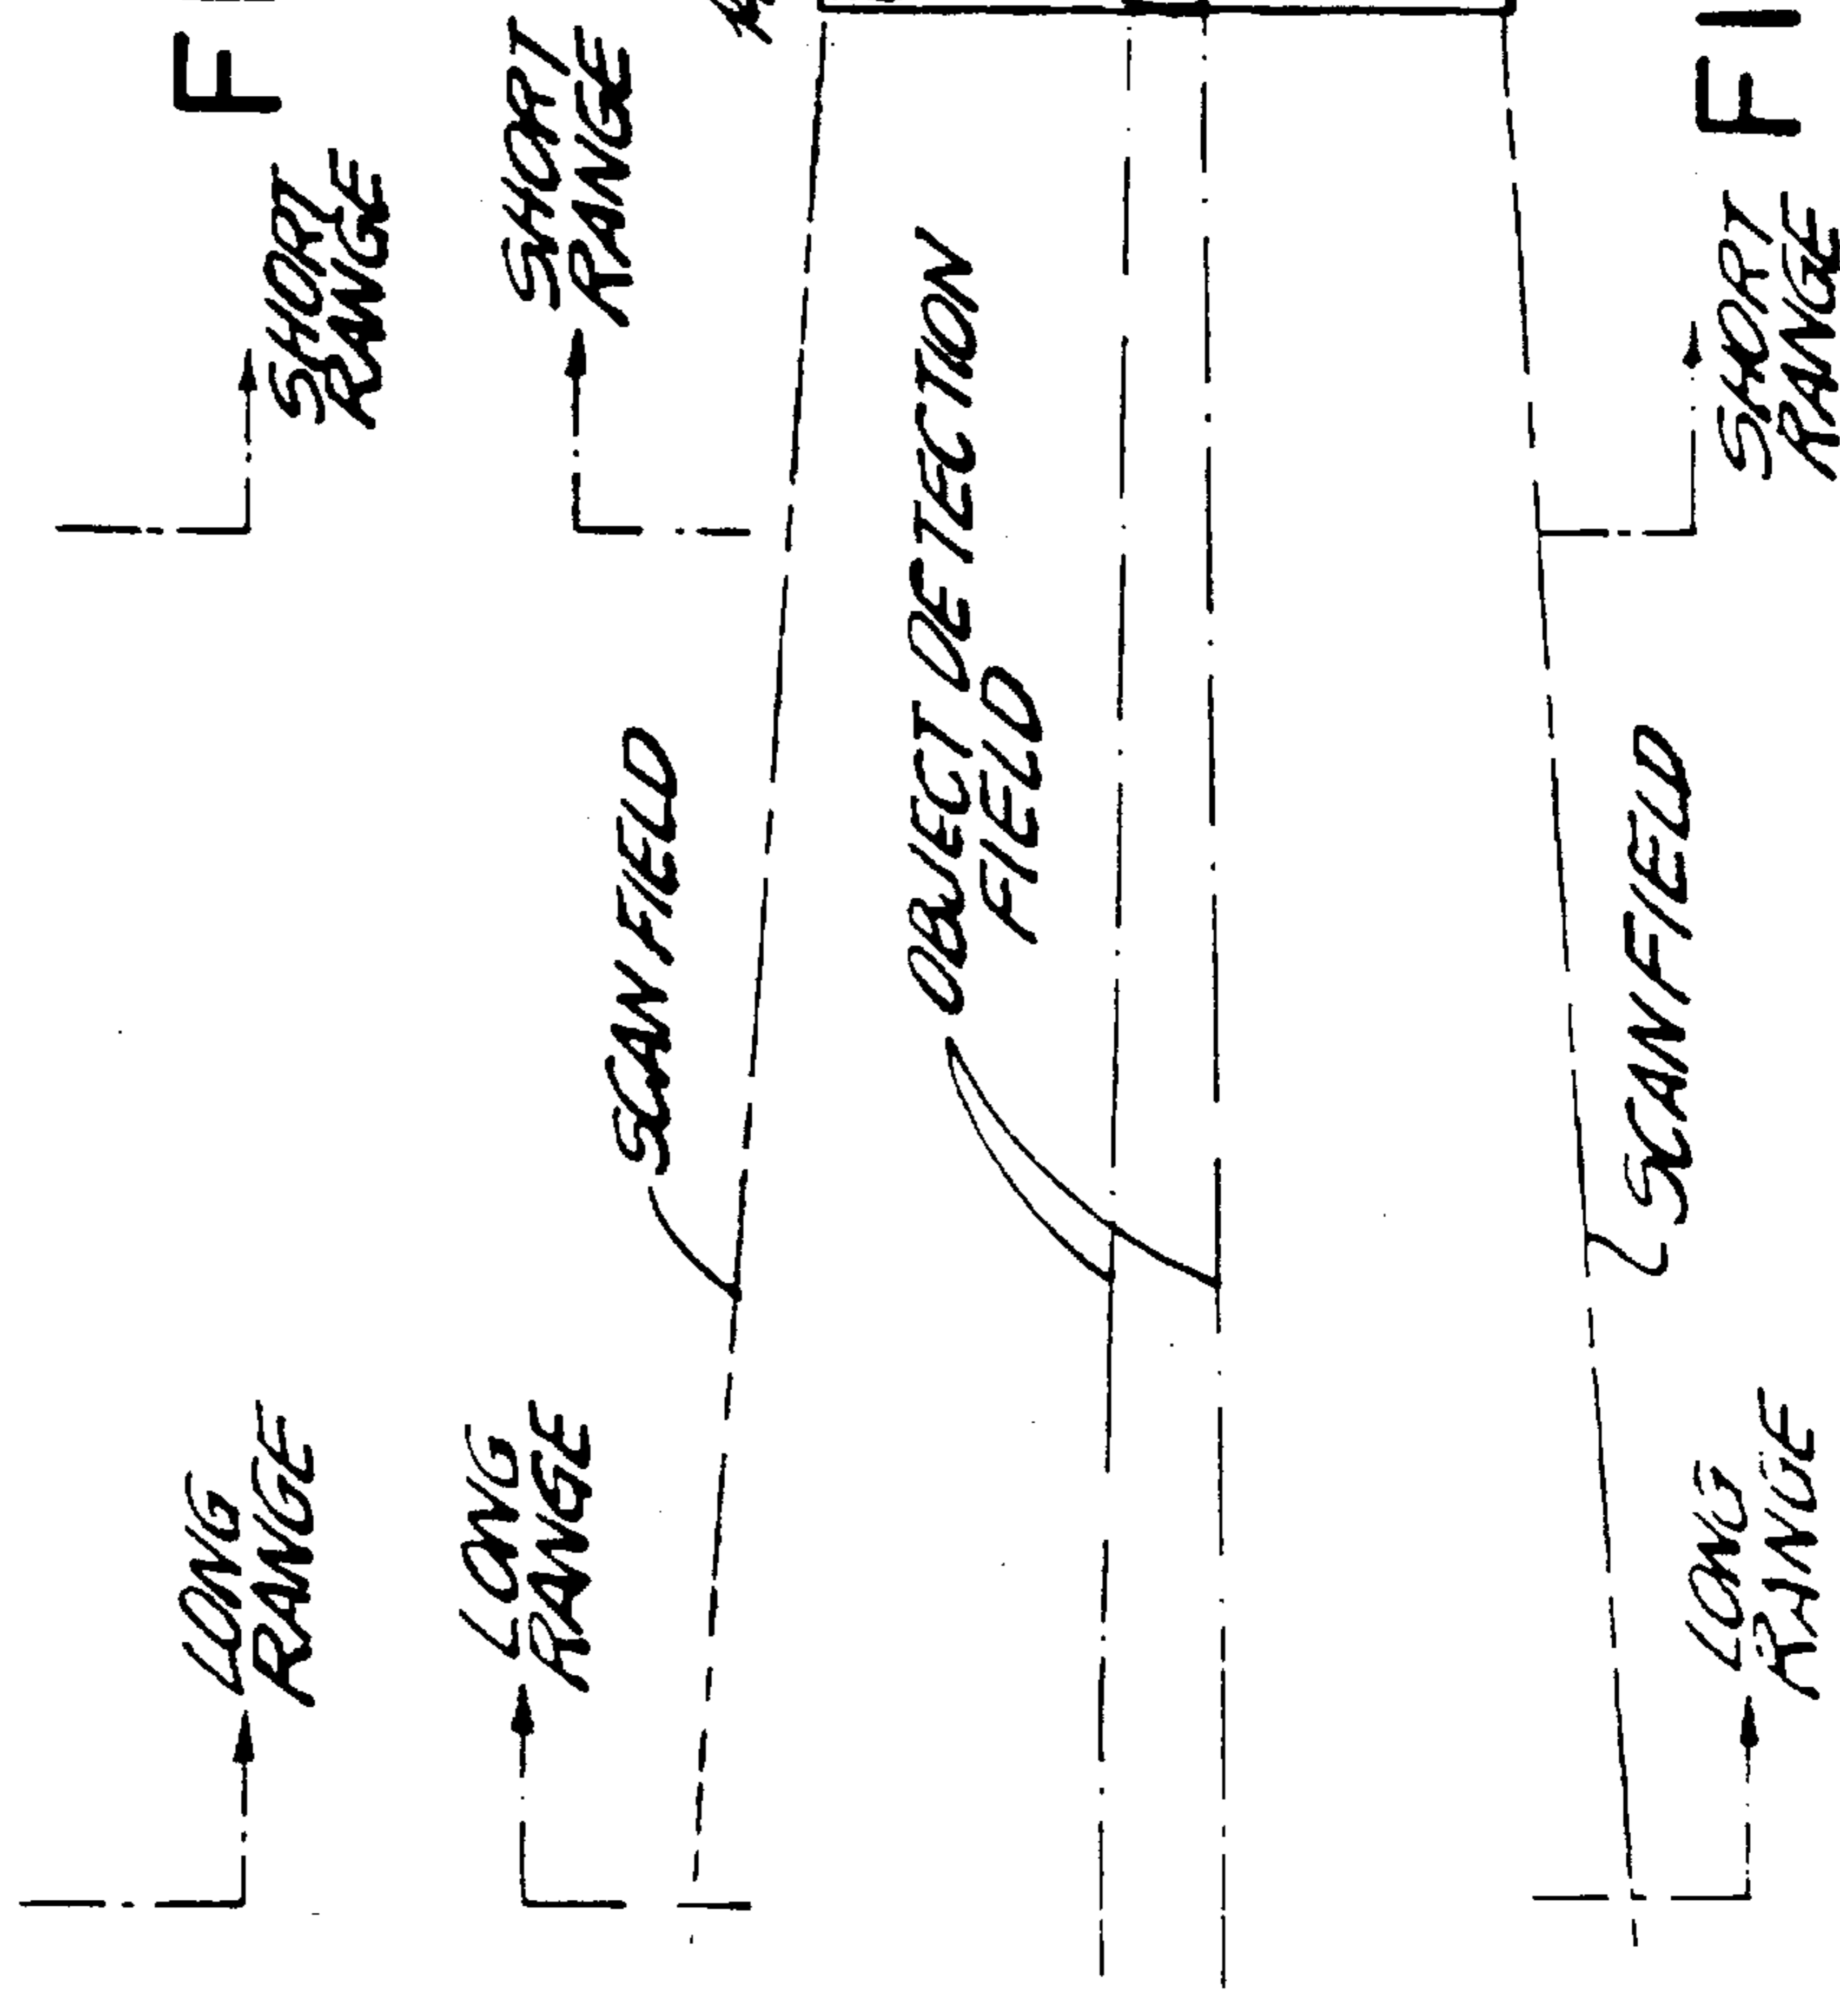 LONG
RANGE
SHORT
RANGE
LONG
RANGE
SHORT
RANGE
SCAN FIELD
OBJECT DETECTION
FIELD
SCAN FIELD
LONG
RANGE
SHORT
RANGE